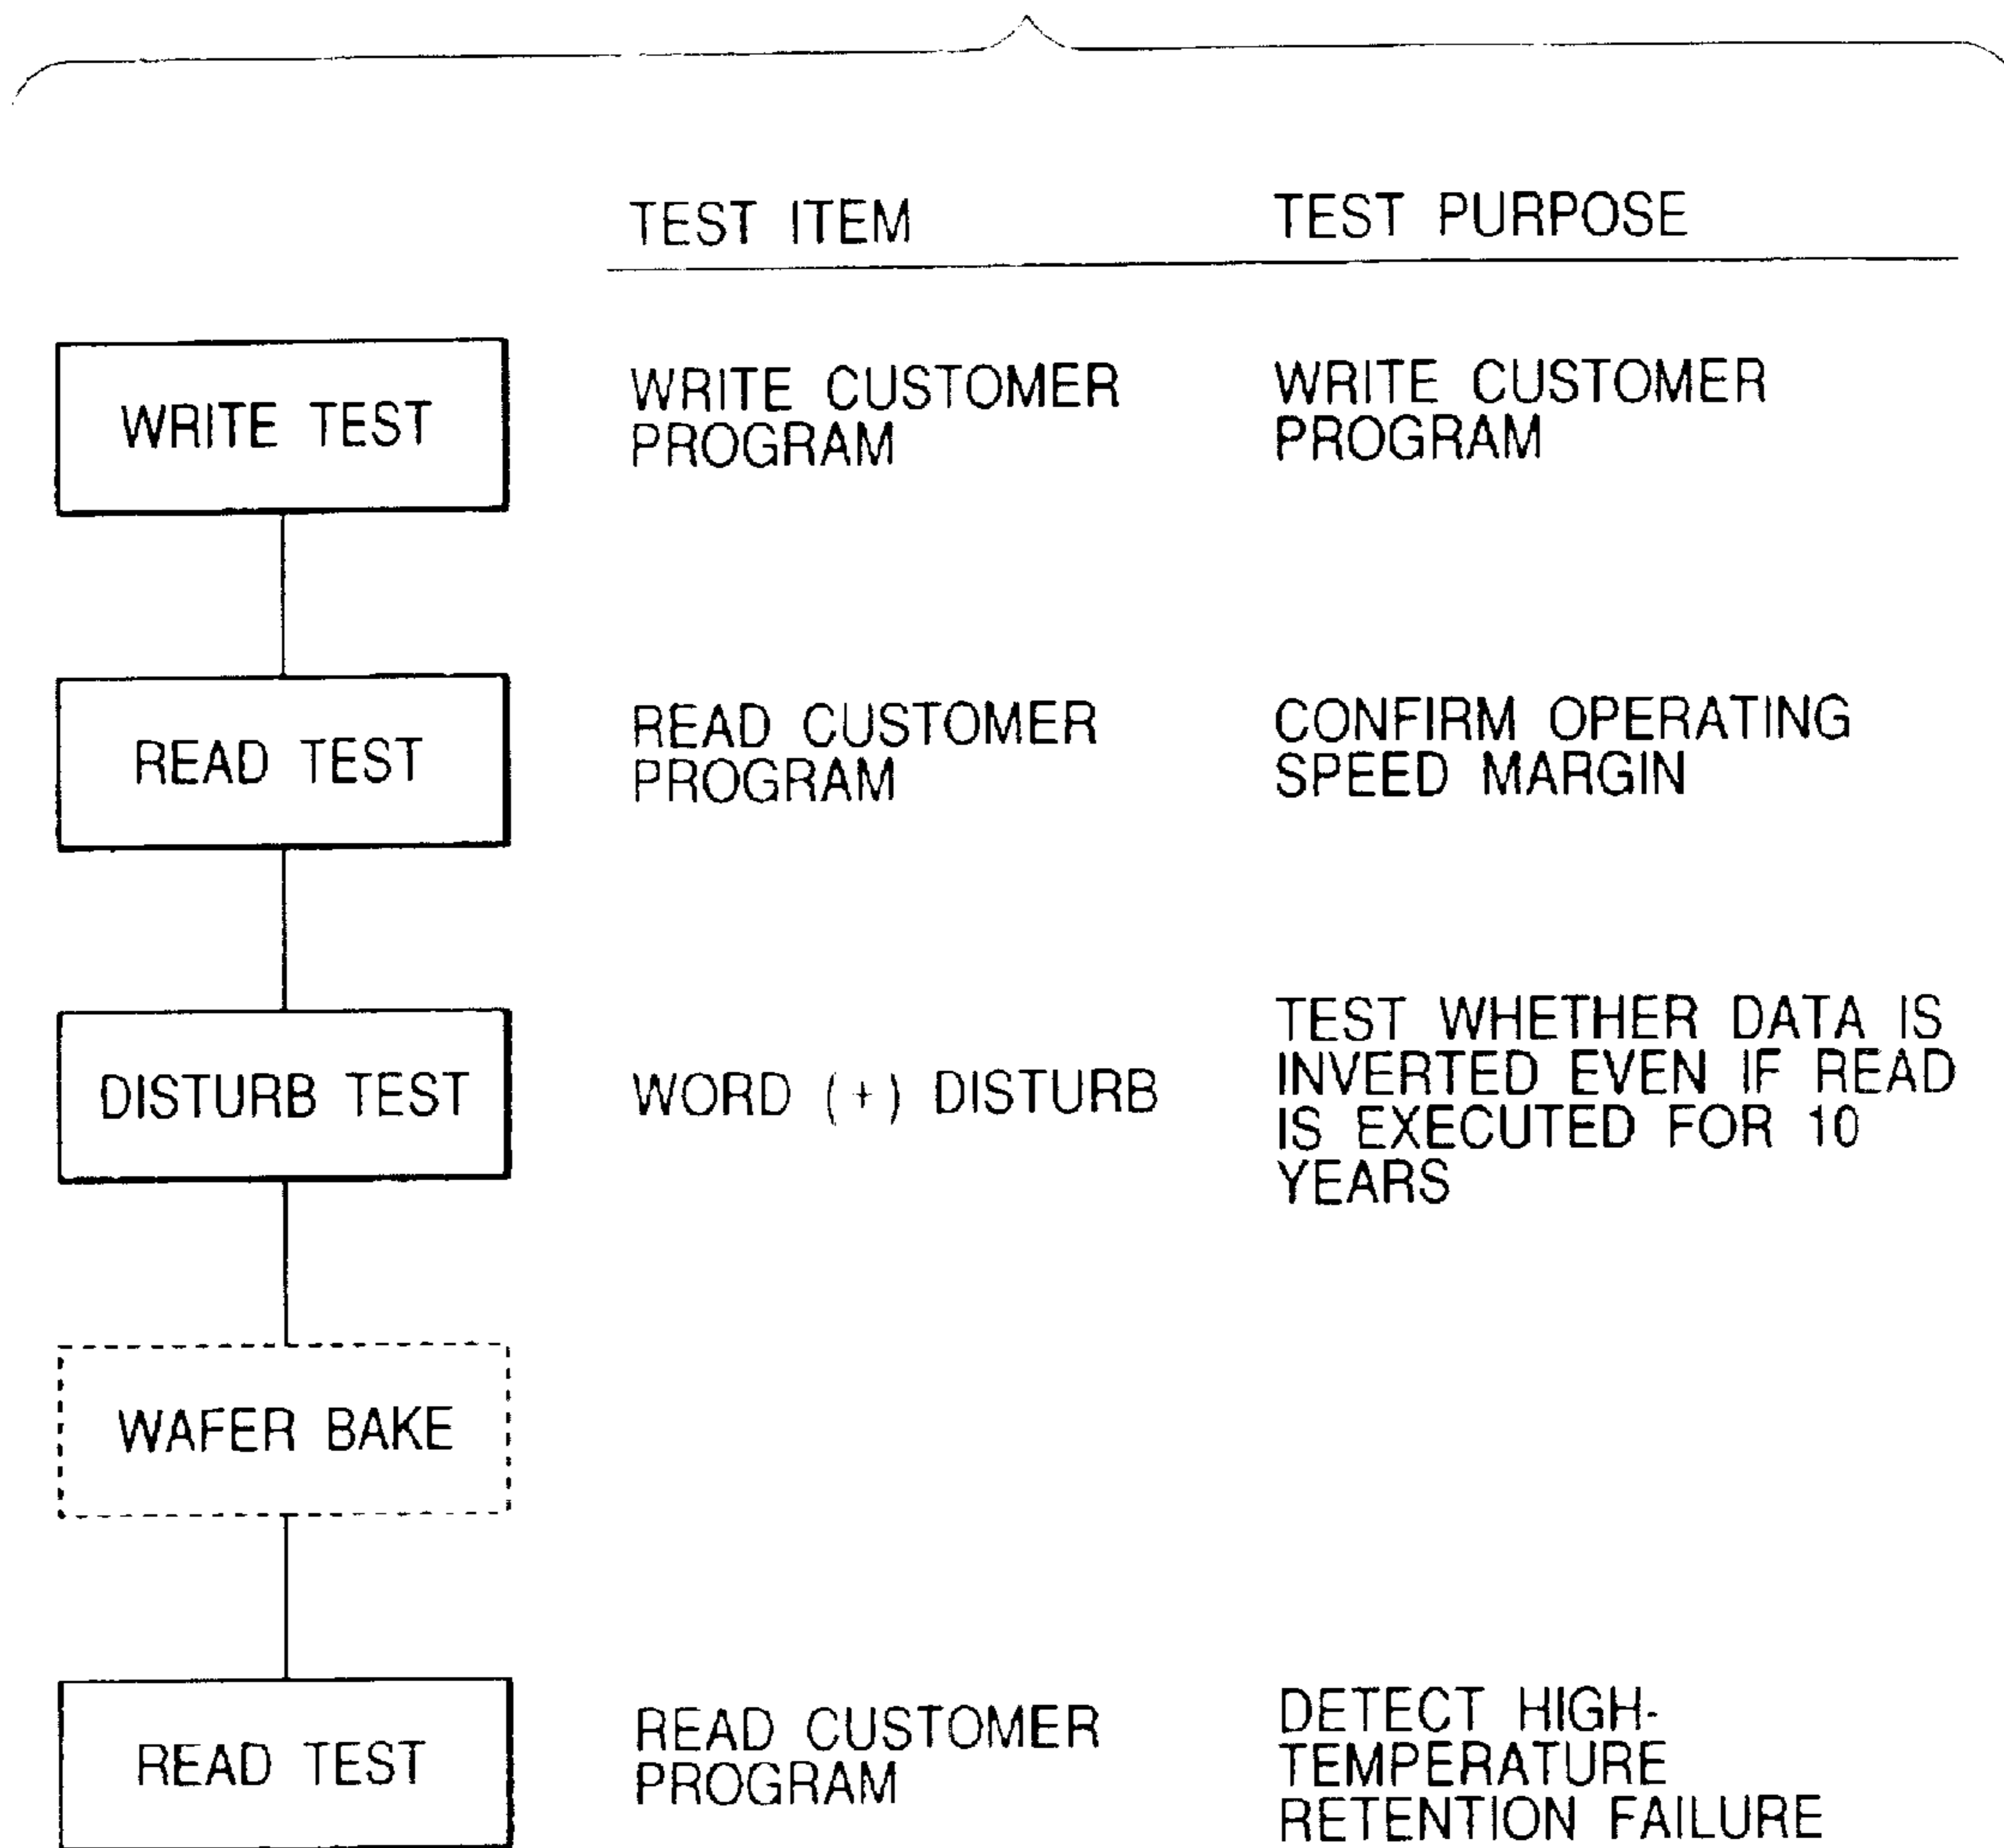 TEST ITEM
TEST PURPOSE
WRITE TEST
WRITE CUSTOMER
PROGRAM
WRITE CUSTOMER
PROGRAM
READ TEST
READ CUSTOMER
PROGRAM
CONFIRM OPERATING
SPEED MARGIN
DISTURB TEST
WORD (+) DISTURB
TEST WHETHER DATA IS
INVERTED EVEN IF READ
IS EXECUTED FOR 10
YEARS
WAFER BAKE
READ TEST
READ CUSTOMER
PROGRAM
DETECT HIGH-
TEMPERATURE
RETENTION FAILURE